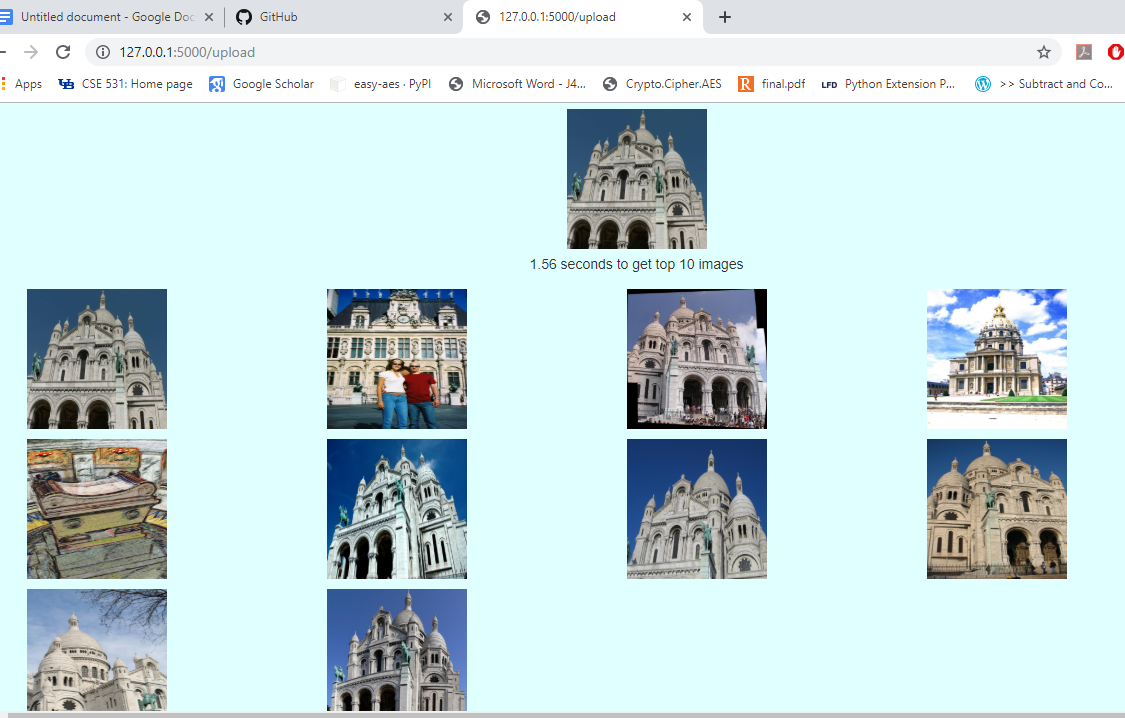 Untitled document - Google Doc
GitHub
127.0.0.1:5000/upload
127.0.0.1:5000/upload
Apps
CSE 531: Home page
Google Scholar
easy-aes · PyPI
Microsoft Word - J4...
Crypto.Cipher.AES
R
final.pdf
LFD
Python Extension P...
>> Subtract and Co...
1.56 seconds to get top 10 images